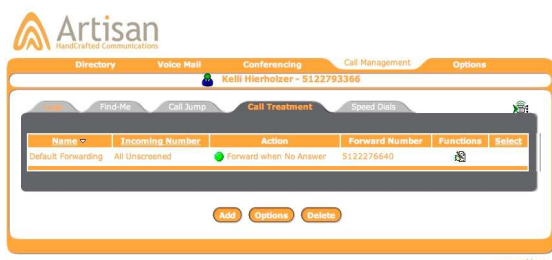 Artisan
HandCrafted Communications
Directory Voice Mail Conferencing Call Management Options
Kelli Hierholzer - 5122793366
Find-Me Call Jump Call Treatment Speed Dials
Name Incoming Number Action Forward Number Functions Select
Default Forwarding All Unscreened Forward when No Answer 5122276640
Add Options Delete